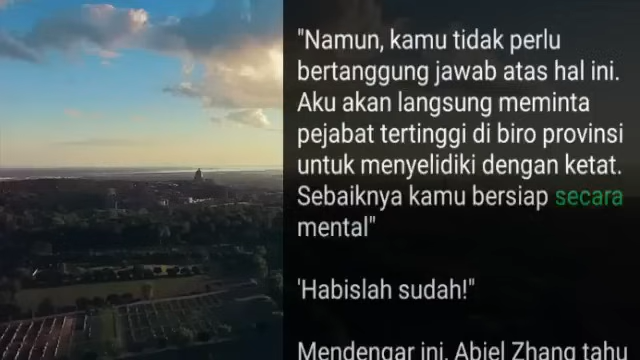 "Namun, kamu tidak perlu
bertanggung jawab atas hal ini.
Aku akan langsung meminta
pejabat tertinggi di biro provinsi
untuk menyelidiki dengan ketat.
Sebaiknya kamu bersiap secara
mental"
'Habislah sudah!"
Mendengar ini, Abiel Zhang tahu